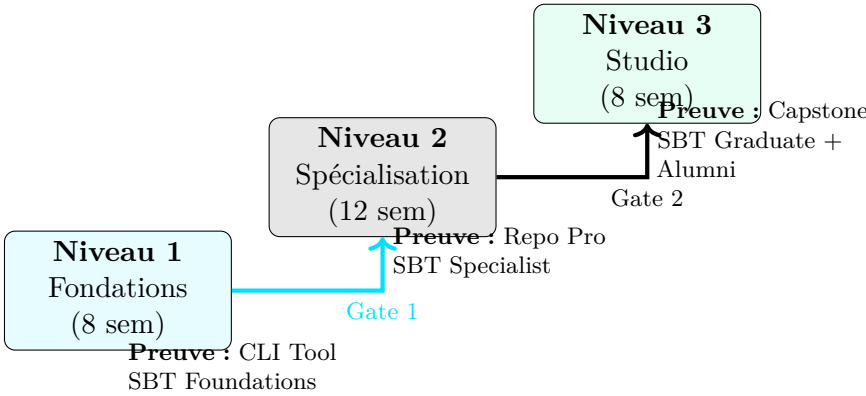 Niveau 3
Studio
(8 sem)
Preuve : Capstone
SBT Graduate +
Alumni
Gate 2
Niveau 2
Spécialisation
(12 sem)
Preuve : Repo Pro
SBT Specialist
Gate 1
Niveau 1
Fondations
(8 sem)
Preuve : CLI Tool
SBT Foundations